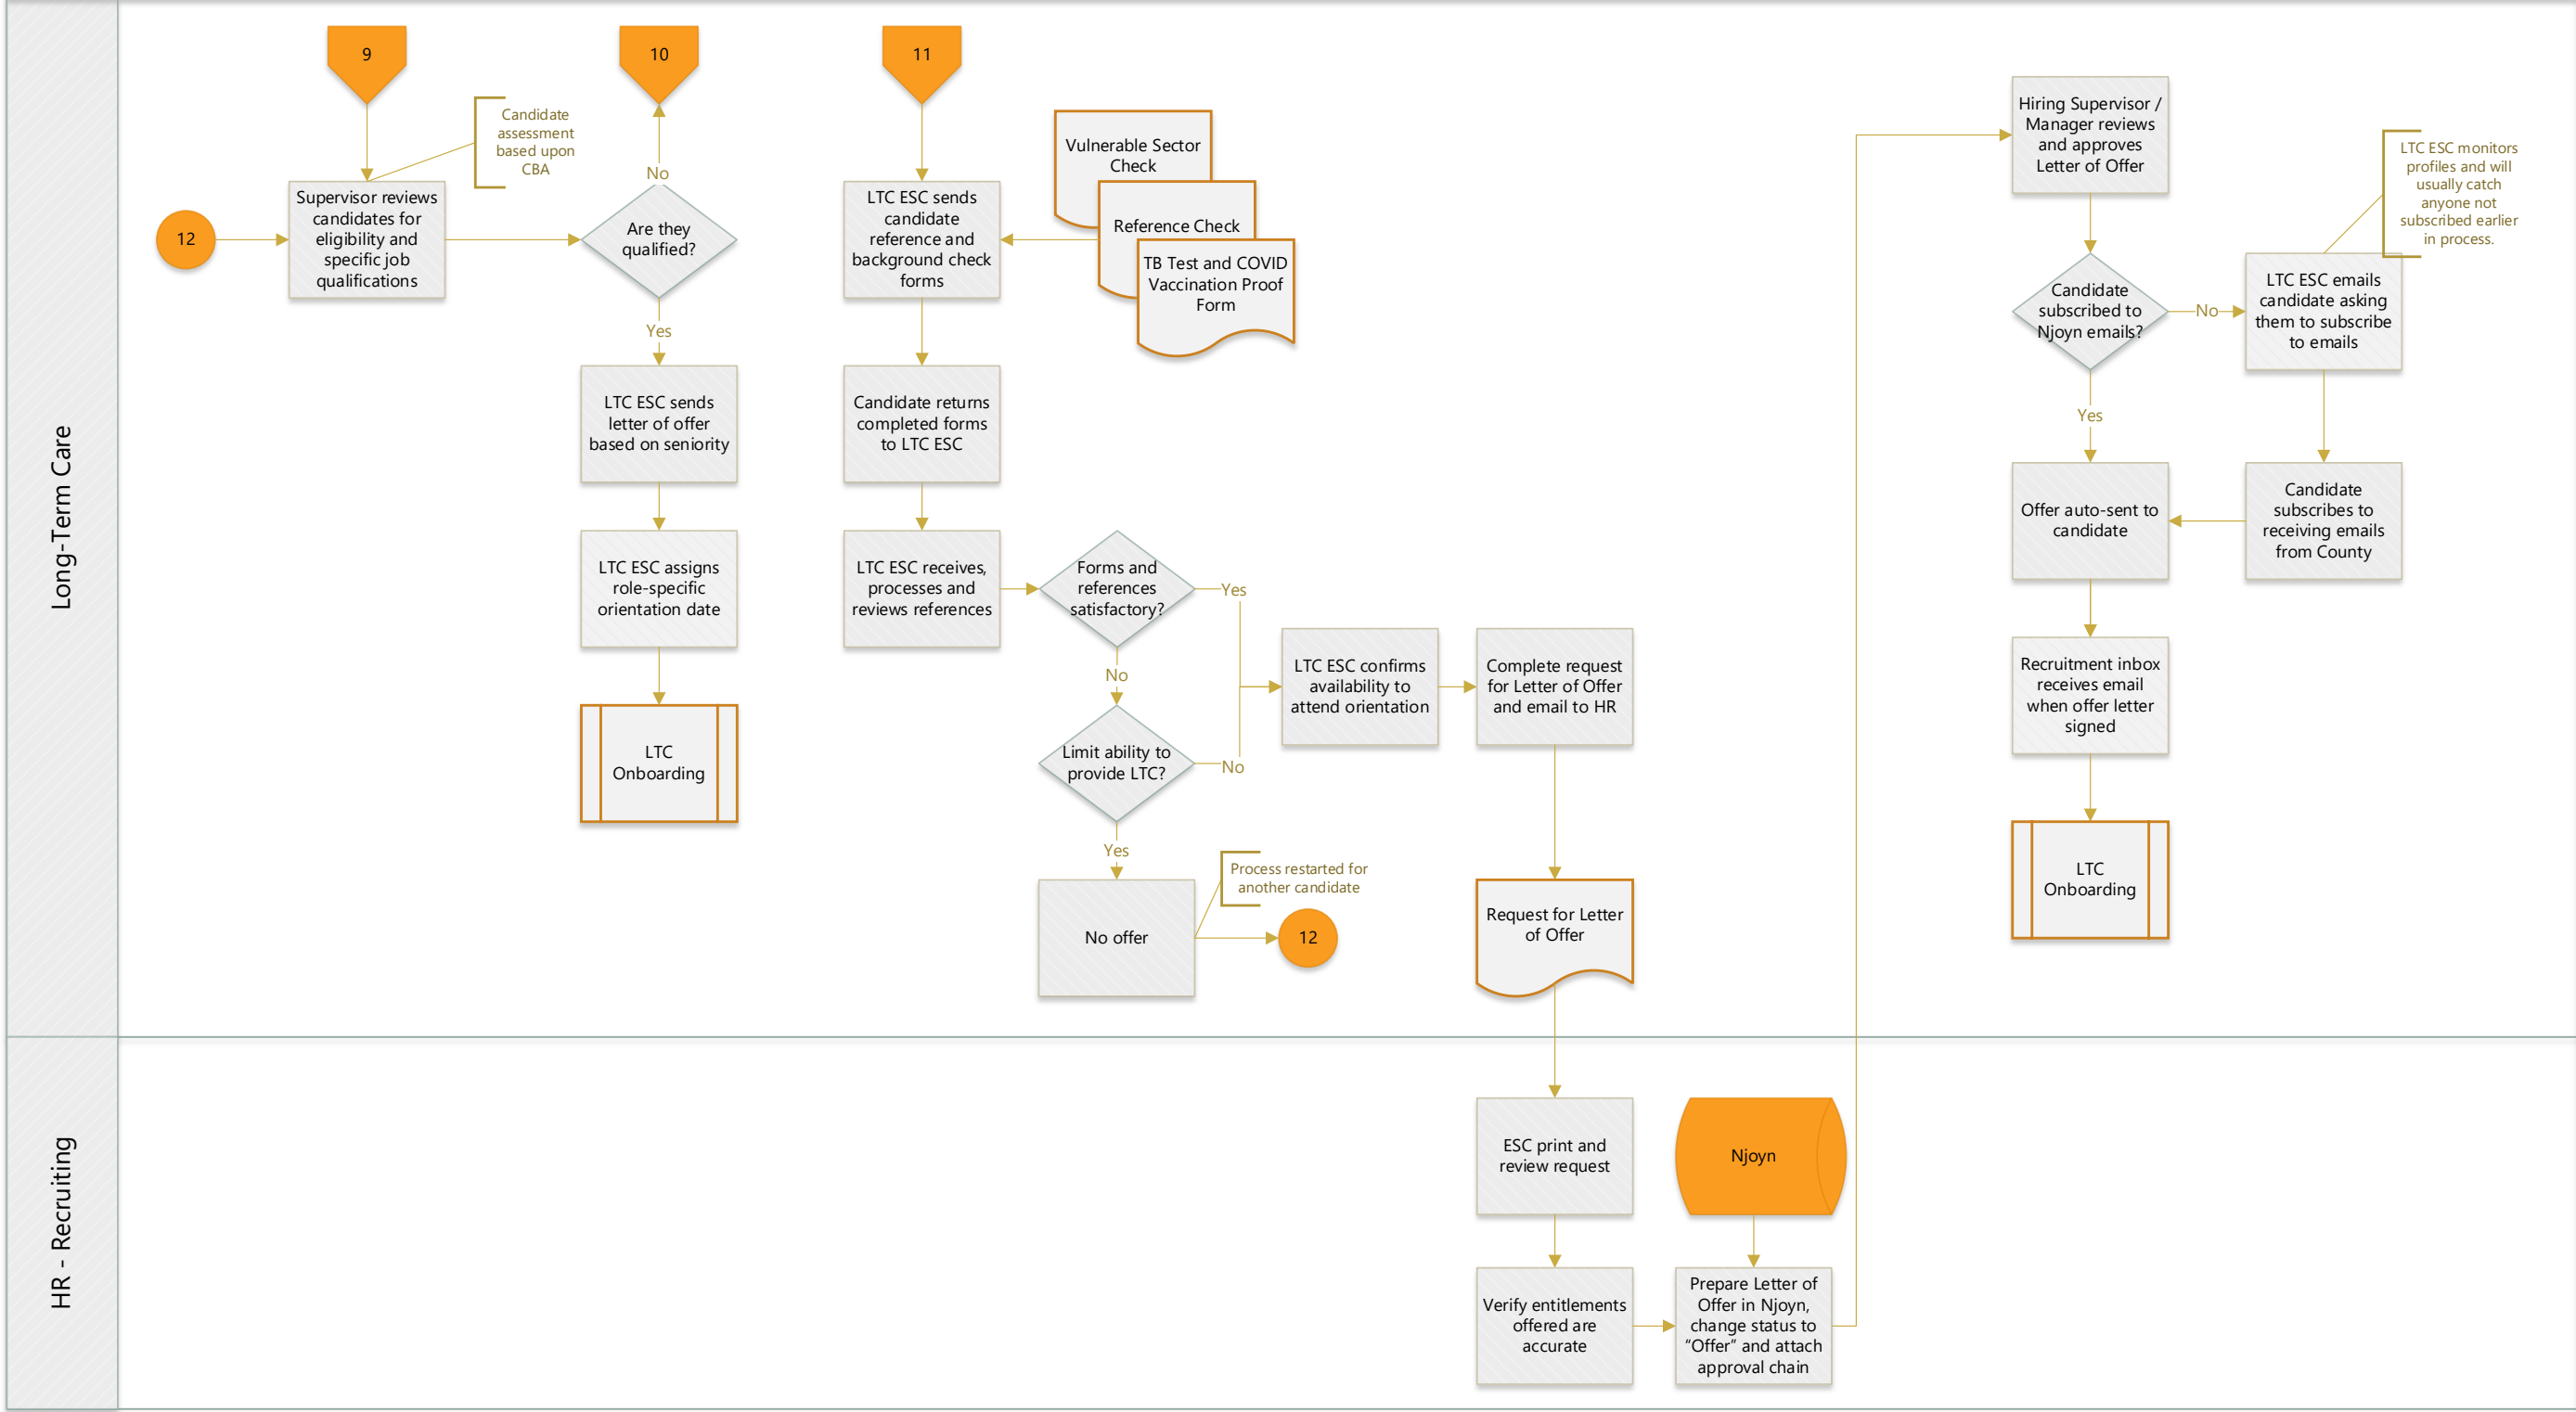 Long-Term Care
9
10
11
Candidate
assessment
based upon
CBA
No
12
Supervisor reviews
candidates for
eligibility and
specific job
qualifications
Are they
qualified?
Yes
LTC ESC sends
letter of offer
based on seniority
LTC ESC assigns
role-specific
orientation date
LTC
Onboarding
LTC ESC sends
candidate
reference and
background check
forms
Vulnerable Sector
Check
Reference Check
TB Test and COVID
Vaccination Proof
Form
Candidate returns
completed forms
to LTC ESC
LTC ESC receives,
processes and
reviews references
Forms and
references
satisfactory?
Yes
No
Limit ability to
provide LTC?
No
Yes
No offer
Process restarted for
another candidate
12
LTC ESC confirms
availability to
attend orientation
Complete request
for Letter of Offer
and email to HR
Request for Letter
of Offer
Hiring Supervisor /
Manager reviews
and approves
Letter of Offer
Candidate
subscribed to
Njoyn emails?
No
LTC ESC monitors
profiles and will
usually catch
anyone not
subscribed earlier
in process.
LTC ESC emails
candidate asking
them to subscribe
to emails
Yes
Offer auto-sent to
candidate
Candidate
subscribes to
receiving emails
from County
Recruitment inbox
receives email
when offer letter
signed
LTC
Onboarding
HR - Recruiting
ESC print and
review request
Njoyn
Verify entitlements
offered are
accurate
Prepare Letter of
Offer in Njoyn,
change status to
“Offer” and attach
approval chain